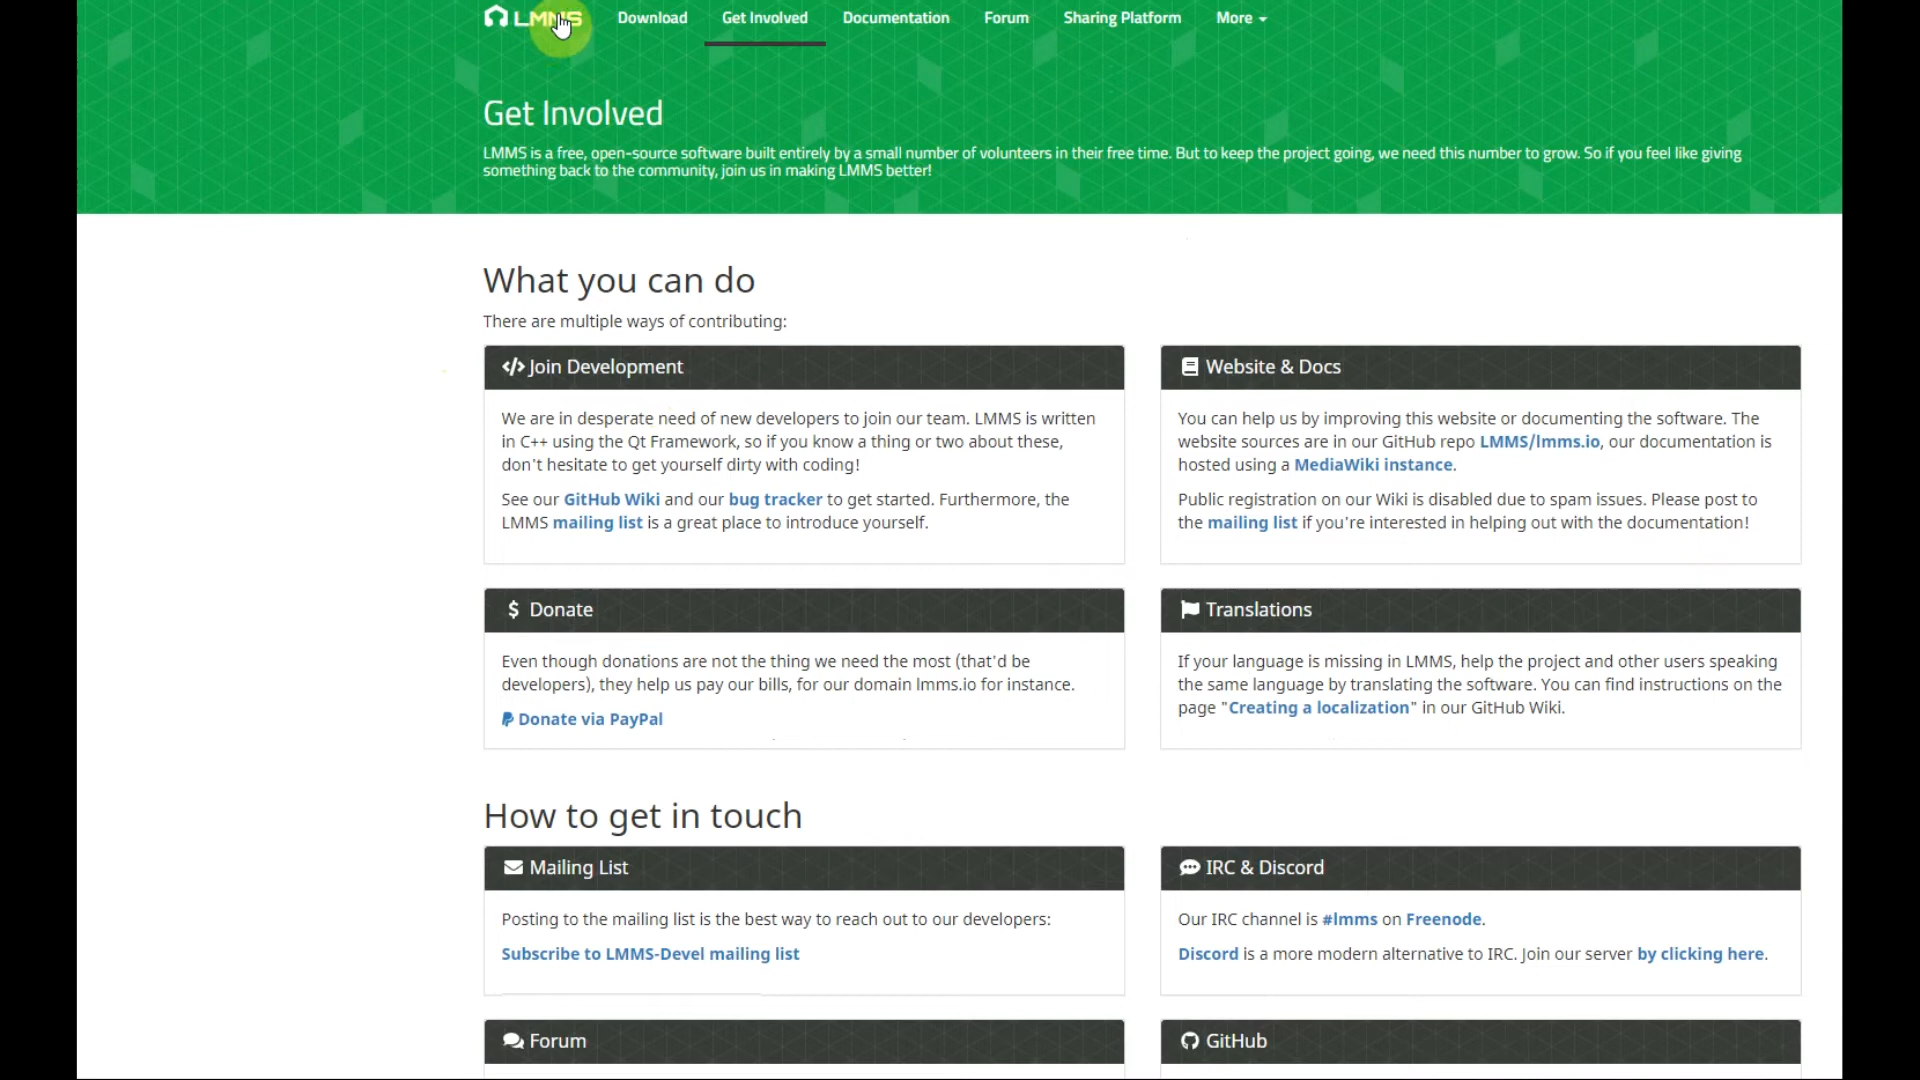 LMMS Download Get Involved Documentation Forum Sharing Platform More
Get Involved
LMMS is a free, open-source software built entirely by a small number of volunteers in their free time. But to keep the project going, we need this number to grow. So if you feel like giving
something back to the community, join us in making LMMS better!
What you can do
There are multiple ways of contributing:
Join Development
We are in desperate need of new developers to join our team. LMMS is written
in C++ using the Qt Framework, so if you know a thing or two about these,
don't hesitate to get yourself dirty with coding!
See our GitHub Wiki and our bug tracker to get started. Furthermore, the
LMMS mailing list is a great place to introduce yourself.
Website & Docs
You can help us by improving this website or documenting the software. The
website sources are in our GitHub repo LMMS/lmms.io, our documentation is
hosted using a MediaWiki instance.
Public registration on our Wiki is disabled due to spam issues. Please post to
the mailing list if you're interested in helping out with the documentation!
$ Donate
Even though donations are not the thing we need the most (that'd be
developers), they help us pay our bills, for our domain lmms.io for instance.
Donate via PayPal
Translations
If your language is missing in LMMS, help the project and other users speaking
the same language by translating the software. You can find instructions on the
page "Creating a localization" in our GitHub Wiki.
How to get in touch
Mailing List
Posting to the mailing list is the best way to reach out to our developers:
Subscribe to LMMS-Devel mailing list
IRC & Discord
Our IRC channel is #lmms on Freenode.
Discord is a more modern alternative to IRC. Join our server by clicking here.
Forum
GitHub